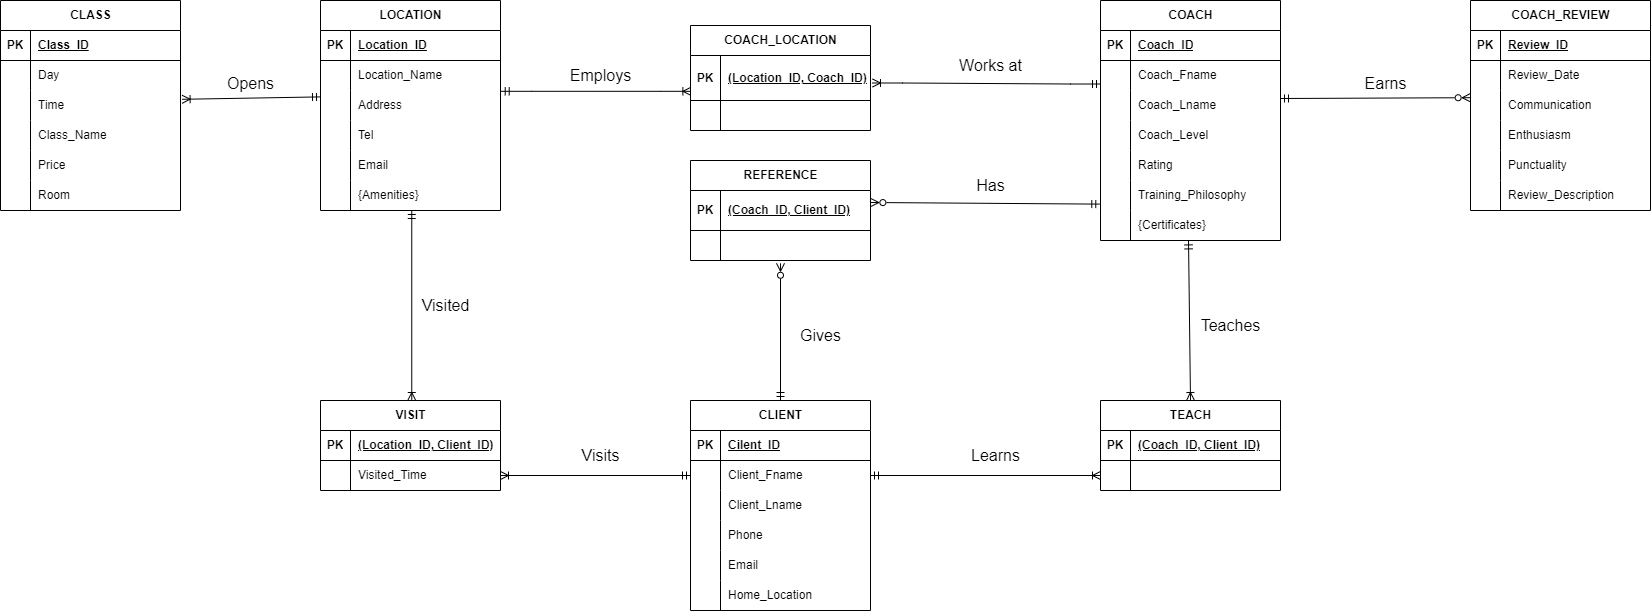 CLASS
PK Class_ID
Day
Time
Class_Name
Price
Room
Opens
LOCATION
PK Location_ID
Location_Name
Address
Tel
Email
{Amenities}
Employs
COACH_LOCATION
PK (Location_ID, Coach_ID)
Works at
COACH
PK Coach_ID
Coach_Fname
Coach_Lname
Coach_Level
Rating
Training_Philosophy
{Certificates}
Earns
COACH_REVIEW
PK Review_ID
Review_Date
Communication
Enthusiasm
Punctuality
Review_Description
REFERENCE
PK (Coach_ID, Client_ID)
Has
Visited
Gives
Teaches
VISIT
PK (Location_ID, Client_ID)
Visited_Time
Visits
CLIENT
PK Cilent_ID
Client_Fname
Client_Lname
Phone
Email
Home_Location
Learns
TEACH
PK (Coach_ID, Client_ID)